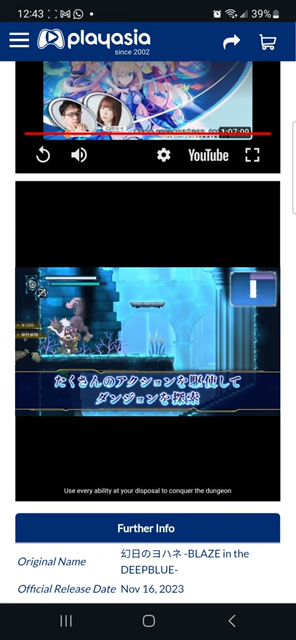 12:43
39%
playasia
since 2002
1:07:09
YouTube
たくさんのアクションを駆使して
ダンジョンを探索
Use every ability at your disposal to conquer the dungeon
Further Info
Original Name 幻日のヨハネ -BLAZE in the
DEEPBLUE-
Official Release Date Nov 16, 2023